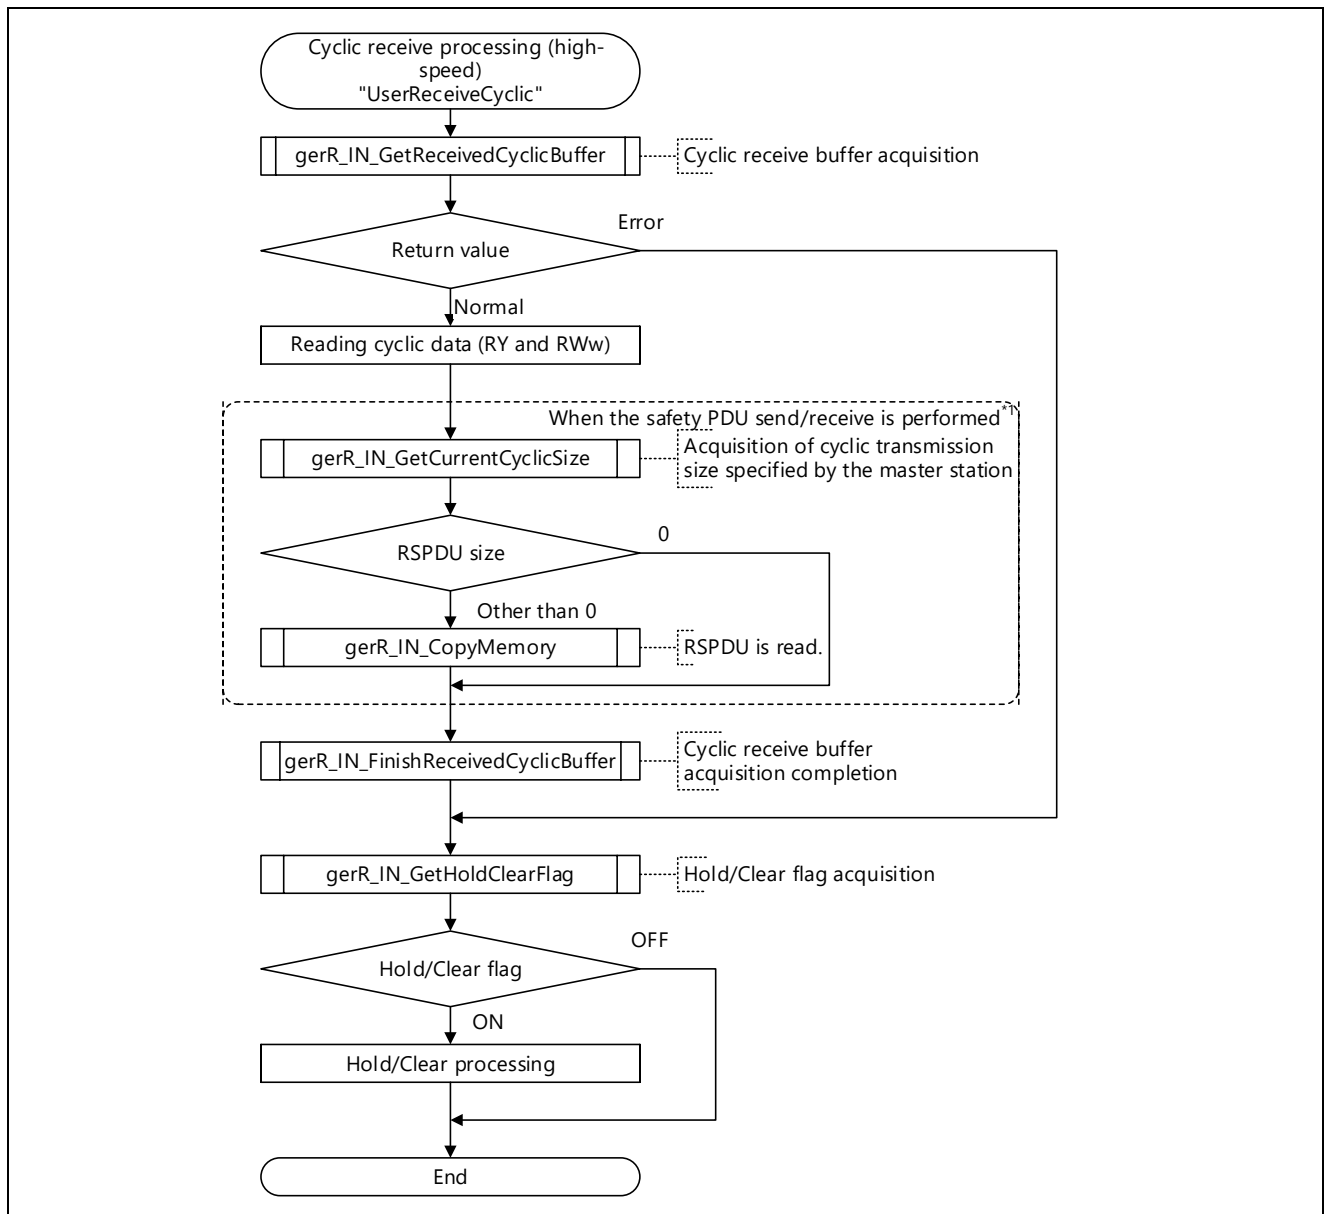 Cyclic receive processing (high-
speed)
"UserReceiveCyclic"
gerR_IN_GetReceivedCyclicBuffer
Cyclic receive buffer acquisition
Error
Return value
Normal
Reading cyclic data (RY and RWw)
When the safety PDU send/receive is performed*1
gerR_IN_GetCurrentCyclicSize
Acquisition of cyclic transmission
size specified by the master station
0
RSPDU size
Other than 0
gerR_IN_CopyMemory
RSPDU is read.
gerR_IN_FinishReceivedCyclicBuffer
Cyclic receive buffer
acquisition completion
gerR_IN_GetHoldClearFlag
Hold/Clear flag acquisition
OFF
Hold/Clear flag
ON
Hold/Clear processing
End